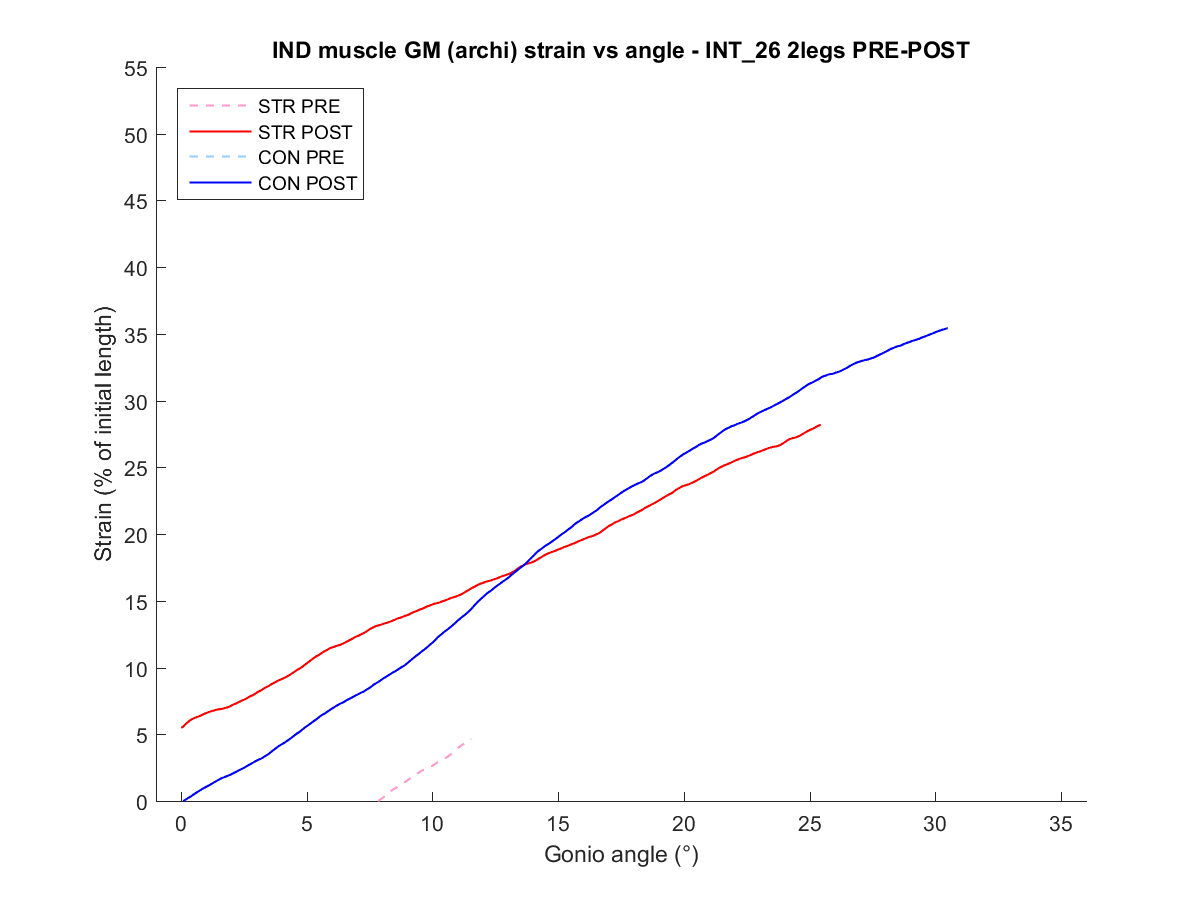 IND muscle GM (archi) strain vs angle - INT_26 2legs PRE-POST
STR PRE
STR POST
CON PRE
CON POST
Strain (% of initial length)
55
50
45
40
35
30
25
20
15
10
5
0
0 5 10 15 20 25 30 35
Gonio angle (°)